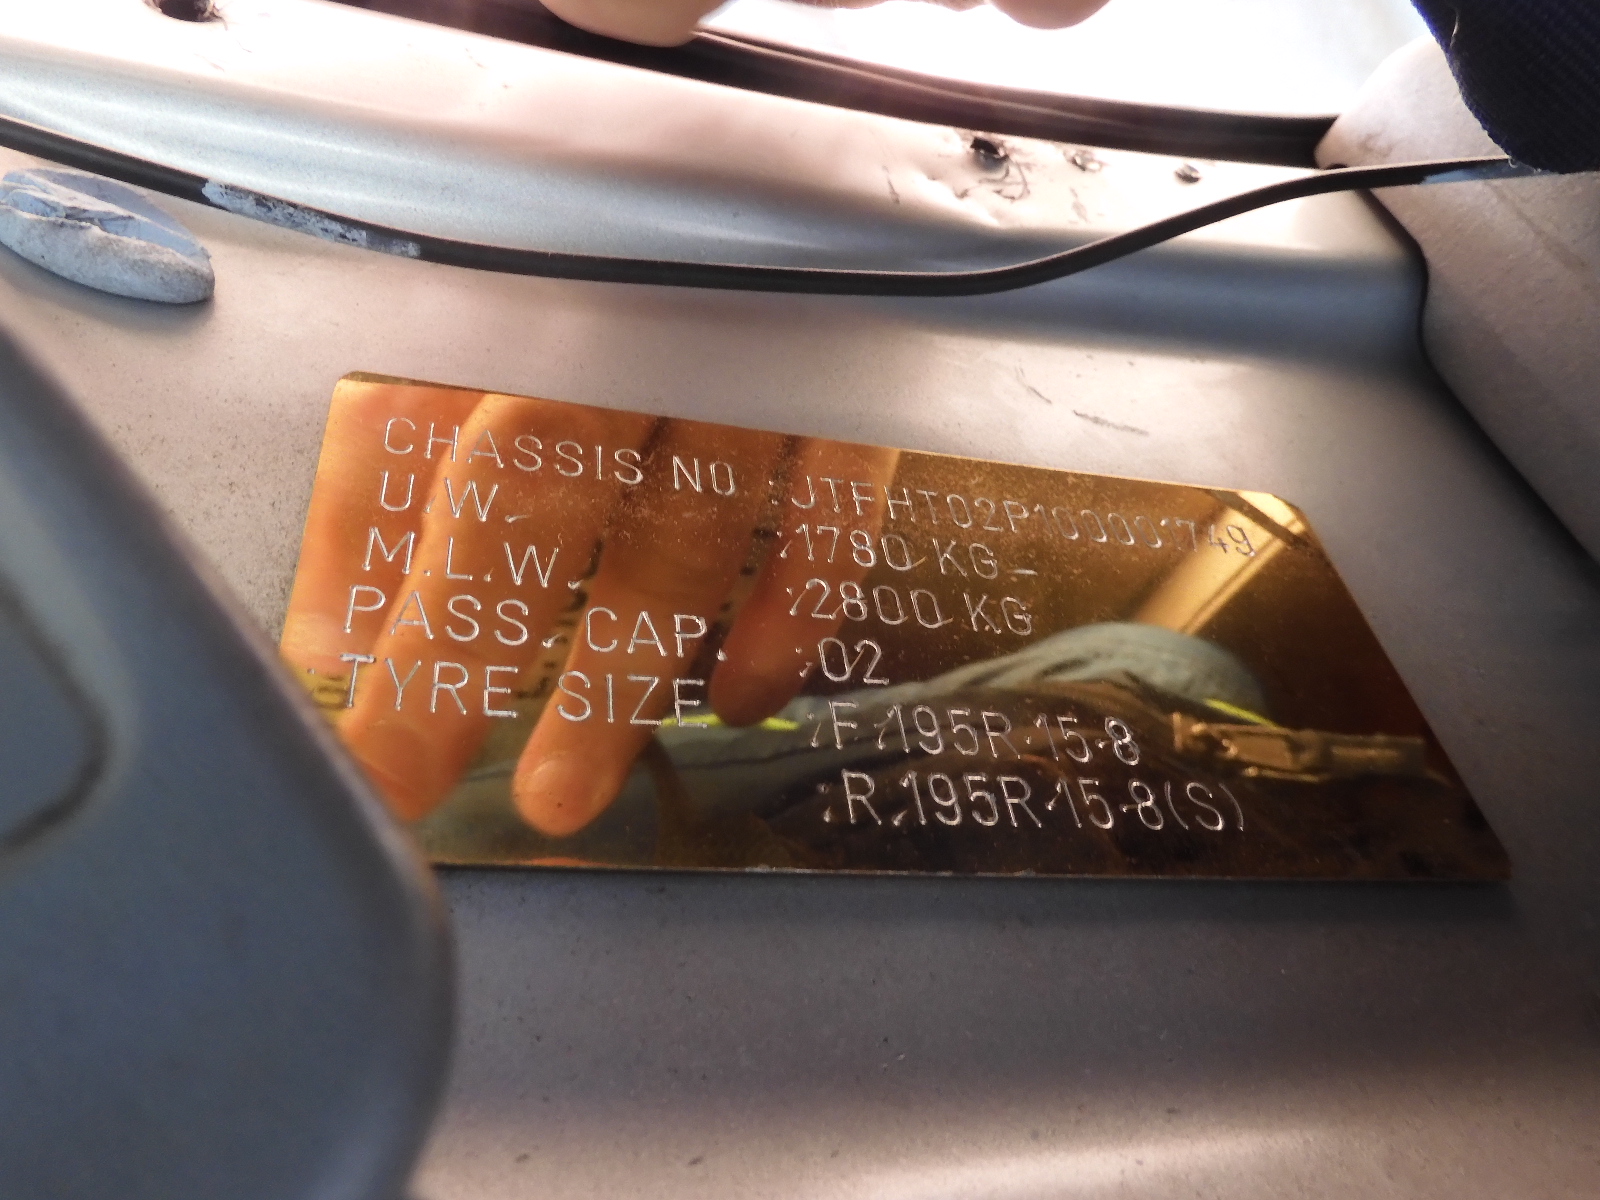 CHASSIS NO :JTFHT02P100001749
U.W. :1780 KG
M.L.W. :2800 KG
PASS. CAP. :02
TYRE SIZE :F.195R.15-8
:R.195R.15-8(S)